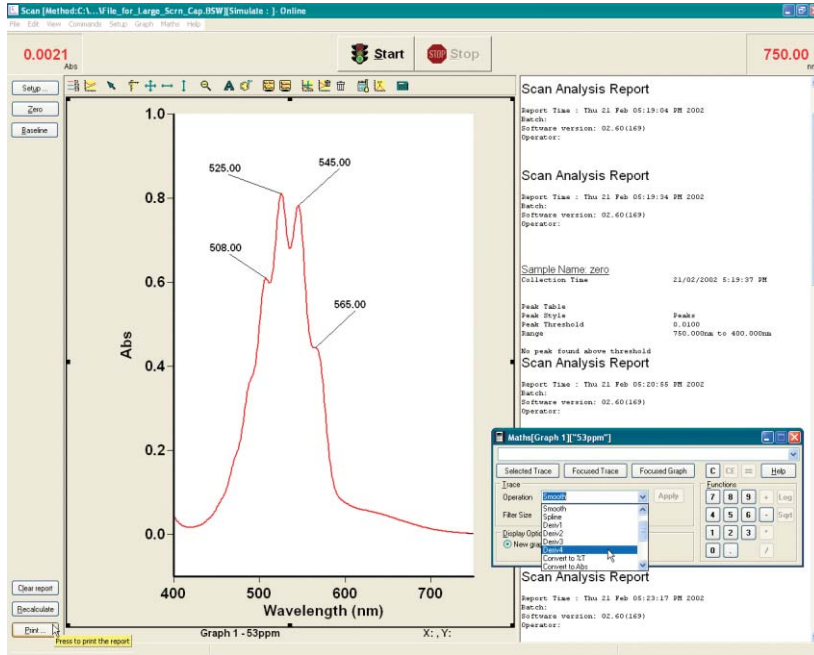 Scan [Method:C:\...\File_for_Large_Scrn_Cap.BSW][Simulate : ]- Online
File Edit View Commands Setup Graph Maths Help
0.0021
Abs
Start
Stop
750.00
Setup...
Zero
Baseline
1.0
0.8
0.6
0.4
0.2
0.0
Abs
525.00
545.00
508.00
565.00
400 500 600 700
Wavelength (nm)
Graph 1 - 53ppm
X: , Y:
Clear report
Recalculate
Print...
Press to print the report
Scan Analysis Report
Report Time : Thu 21 Feb 05:19:04 PM 2002
Batch:
Software version: 02.60(169)
Operator:
Scan Analysis Report
Report Time : Thu 21 Feb 05:19:34 PM 2002
Batch:
Software version: 02.60(169)
Operator:
Sample Name: zero
Collection Time 21/02/2002 5:19:37 PM
Peak Table
Peak Style Peaks
Peak Threshold 0.0100
Range 750.000nm to 400.000nm
No peak found above threshold
Scan Analysis Report
Report Time : Thu 21 Feb 05:20:55 PM 2002
Batch:
Software version: 02.60(169)
Operator:
Maths[Graph 1]["53ppm"]
Selected Trace Focused Trace Focused Graph C CE = Help
Trace
Functions
Operation Smooth Apply
7 8 9 + Log
Filter Size
Smooth
Spline
Deriv1
Deriv2
Deriv3
Deriv4
Convert to %T
Convert to Abs
4 5 6 - Sqrt
Display
New
1 2 3 *
0 . /
Scan Analysis Report
Report Time : Thu 21 Feb 05:23:17 PM 2002
Batch:
Software version: 02.60(169)
Operator: